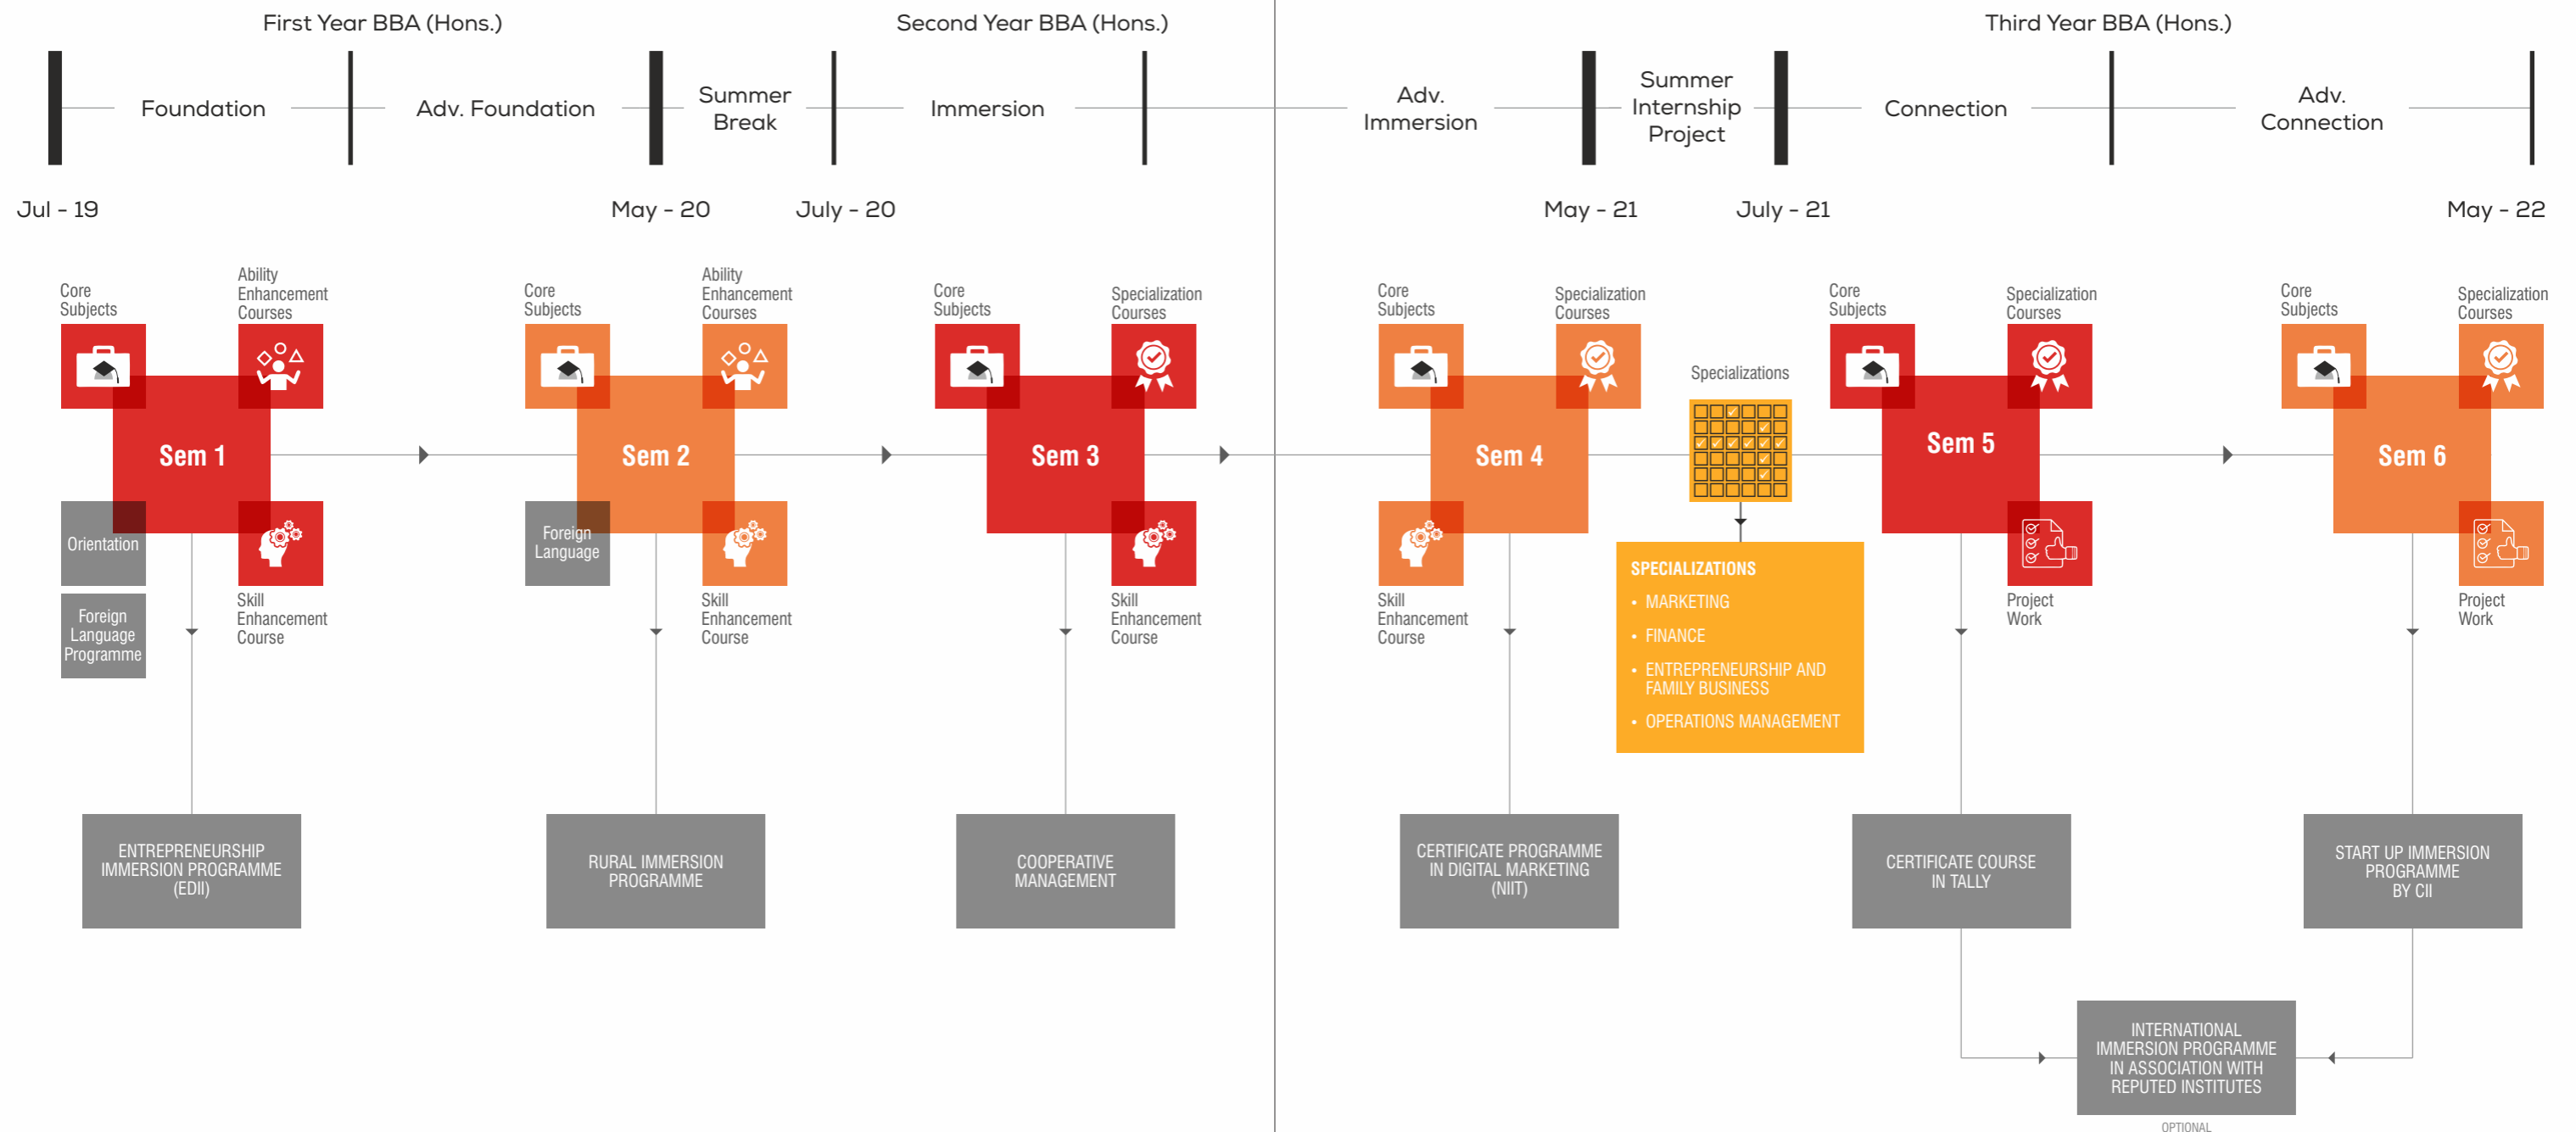 First Year BBA (Hons.)
Second Year BBA (Hons.)
Third Year BBA (Hons.)
Foundation
Adv. Foundation
Summer
Break
Immersion
Adv.
Immersion
Summer
Internship
Project
Connection
Adv.
Connection
Jul - 19
May - 20
July - 20
May - 21
July - 21
May - 22
Core
Subjects
Ability
Enhancement
Courses
Sem 1
Orientation
Foreign
Language
Programme
Skill
Enhancement
Course
Core
Subjects
Ability
Enhancement
Courses
Sem 2
Foreign
Language
Skill
Enhancement
Course
Core
Subjects
Specialization
Courses
Sem 3
Skill
Enhancement
Course
Core
Subjects
Specialization
Courses
Sem 4
Skill
Enhancement
Course
Specializations
SPECIALIZATIONS
• MARKETING
• FINANCE
• ENTREPRENEURSHIP AND
FAMILY BUSINESS
• OPERATIONS MANAGEMENT
Core
Subjects
Specialization
Courses
Sem 5
Project
Work
Core
Subjects
Specialization
Courses
Sem 6
Project
Work
ENTREPRENEURSHIP
IMMERSION PROGRAMME
(EDII)
RURAL IMMERSION
PROGRAMME
COOPERATIVE
MANAGEMENT
CERTIFICATE PROGRAMME
IN DIGITAL MARKETING
(NIIT)
CERTIFICATE COURSE
IN TALLY
START UP IMMERSION
PROGRAMME
BY CII
INTERNATIONAL
IMMERSION PROGRAMME
IN ASSOCIATION WITH
REPUTED INSTITUTES
OPTIONAL